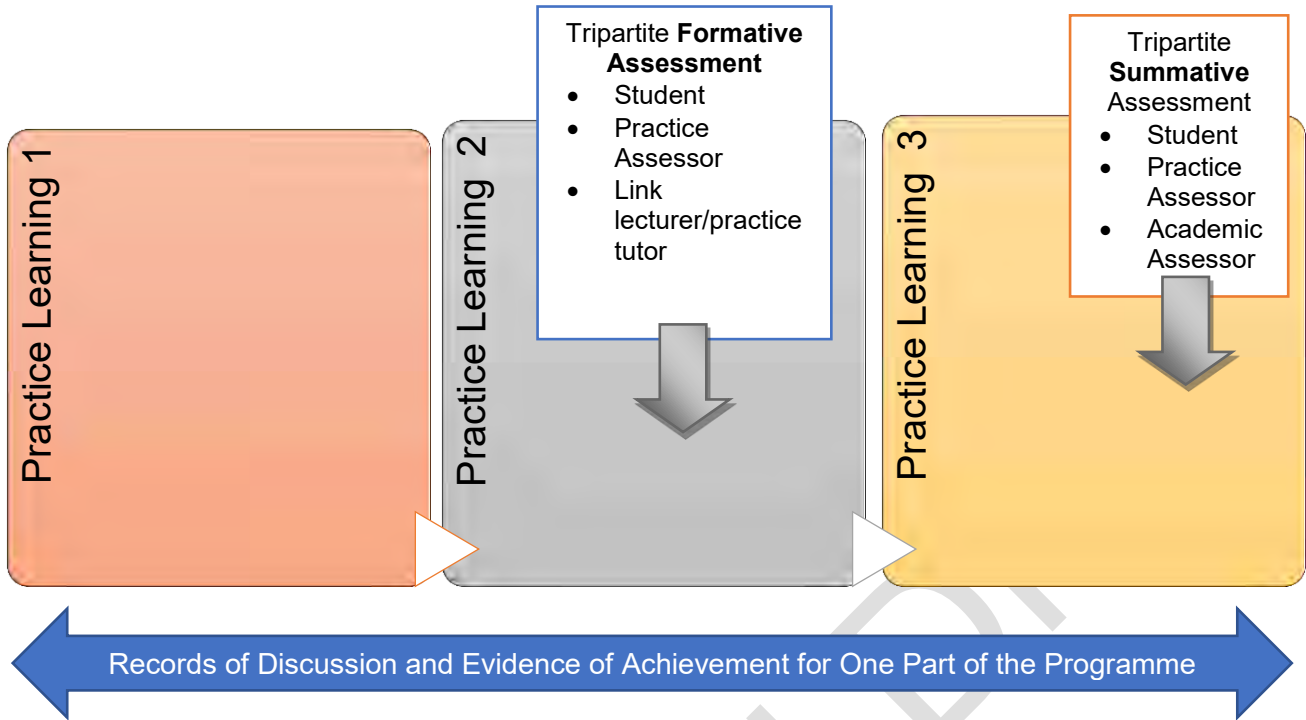 Practice Learning 1
Practice Learning 2
Tripartite Formative
Assessment
• Student
• Practice
Assessor
• Link
lecturer/practice
tutor
Practice Learning 3
Tripartite
Summative
Assessment
• Student
• Practice
Assessor
• Academic
Assessor
Records of Discussion and Evidence of Achievement for One Part of the Programme